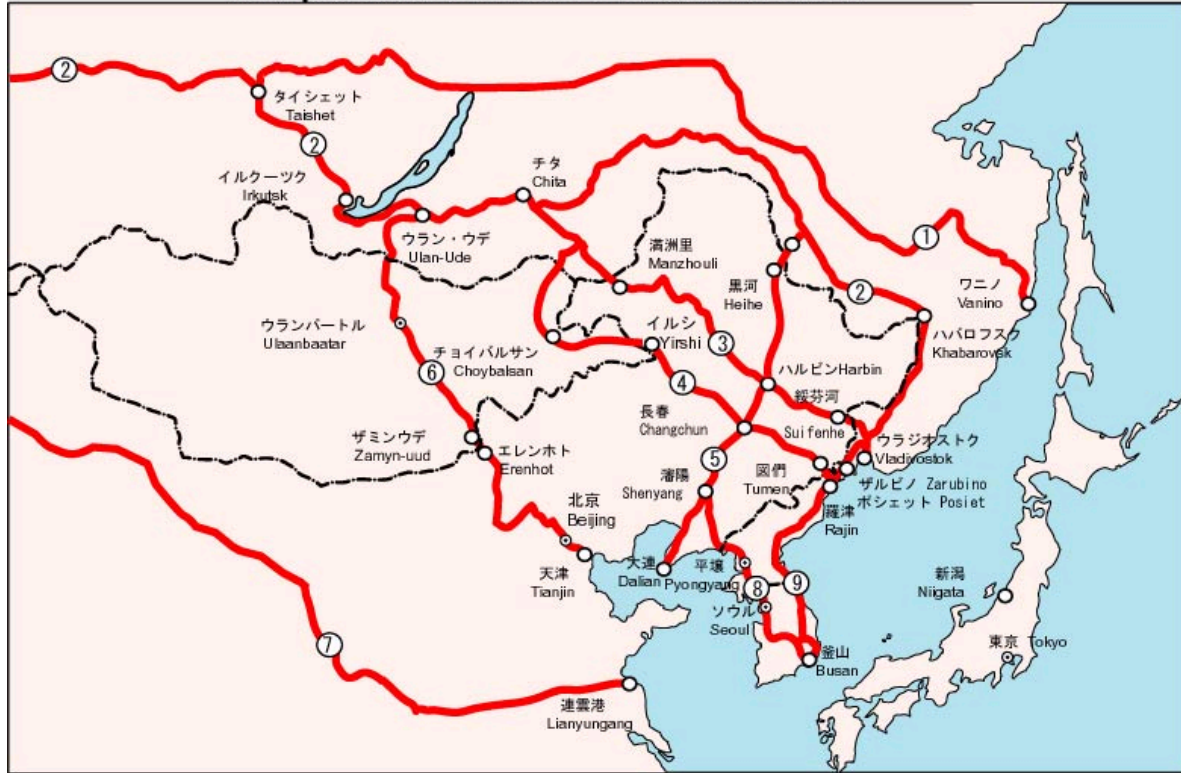 ②
タイシェット
Taishet
②
イルクーツク
Irkutsk
チタ
Chita
ウラン・ウデ
Ulan-Ude
満洲里
Manzhouli
黒河
Heihe
①
②
ワニノ
Vanino
ハバロフスク
Khabarovsk
ウランバートル
Ulaanbaatar
チョイバルサン
Choybalsan
イルシ
Yirshi
③
⑥
④
ハルビンHarbin
綏芬河
Suifenhe
長春
Changchun
ザミンウデ
Zamyn-uud
エレンホト
Erenhot
⑤
瀋陽
Shenyang
図們
Tumen
ウラジオストク
Vladivostok
ザルビノ Zarubino
ポシェット Posiet
羅津
Rajin
北京
Beijing
天津
Tianjin
大連
Dalian
平壌
Pyongyang
⑧
⑨
ソウル
Seoul
釜山
Busan
新潟
Niigata
東京 Tokyo
⑦
連雲港
Lianyungang